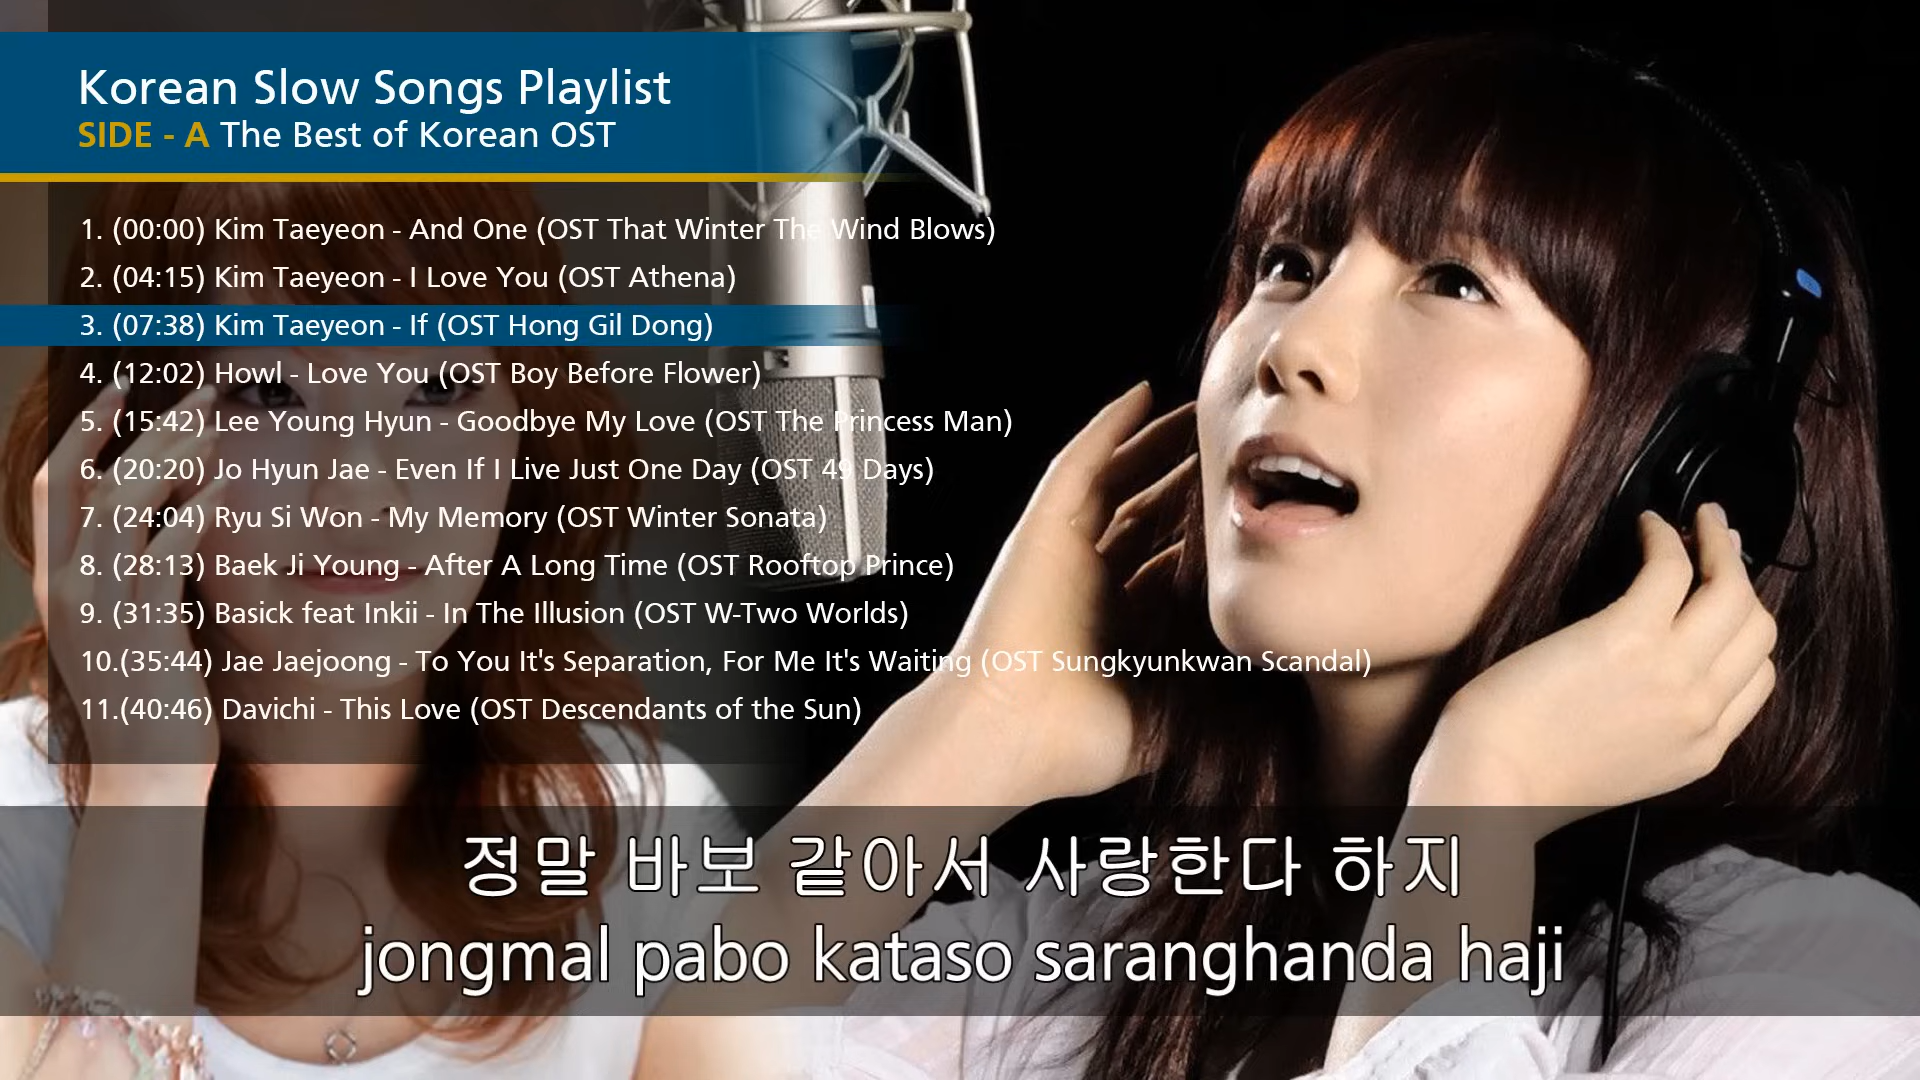 Korean Slow Songs Playlist
SIDE - A The Best of Korean OST
1. (00:00) Kim Taeyeon - And One (OST That Winter The Wind Blows)
2. (04:15) Kim Taeyeon - I Love You (OST Athena)
3. (07:38) Kim Taeyeon - If (OST Hong Gil Dong)
4. (12:02) Howl - Love You (OST Boy Before Flower)
5. (15:42) Lee Young Hyun - Goodbye My Love (OST The Princess Man)
6. (20:20) Jo Hyun Jae - Even If I Live Just One Day (OST 49 Days)
7. (24:04) Ryu Si Won - My Memory (OST Winter Sonata)
8. (28:13) Baek Ji Young - After A Long Time (OST Rooftop Prince)
9. (31:35) Basick feat Inkii - In The Illusion (OST W-Two Worlds)
10.(35:44) Jae Jaejoong - To You It's Separation, For Me It's Waiting (OST Sungkyunkwan Scandal)
11.(40:46) Davichi - This Love (OST Descendants of the Sun)
정말 바보 같아서 사랑한다 하지
jongmal pabo kataso saranghanda haji